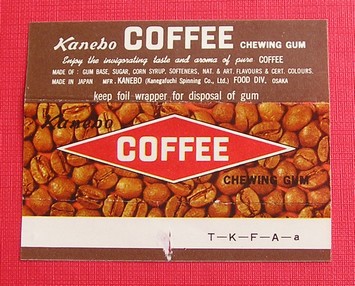 Kanebo COFFEE CHEWING GUM
Enjoy the invigorating taste and aroma of pure COFFEE
MADE OF : GUM BASE, SUGAR, CORN SYRUP, SOFTENERS, NAT. & ART. FLAVOURS & CERT. COLOURS.
MADE IN JAPAN MFR. KANEBO (Kanegafuchi Spinning Co., Ltd.) FOOD DIV., OSAKA
keep foil wrapper for disposal of gum
Kanebo
COFFEE
CHEWING GUM
T-K-F-A-a